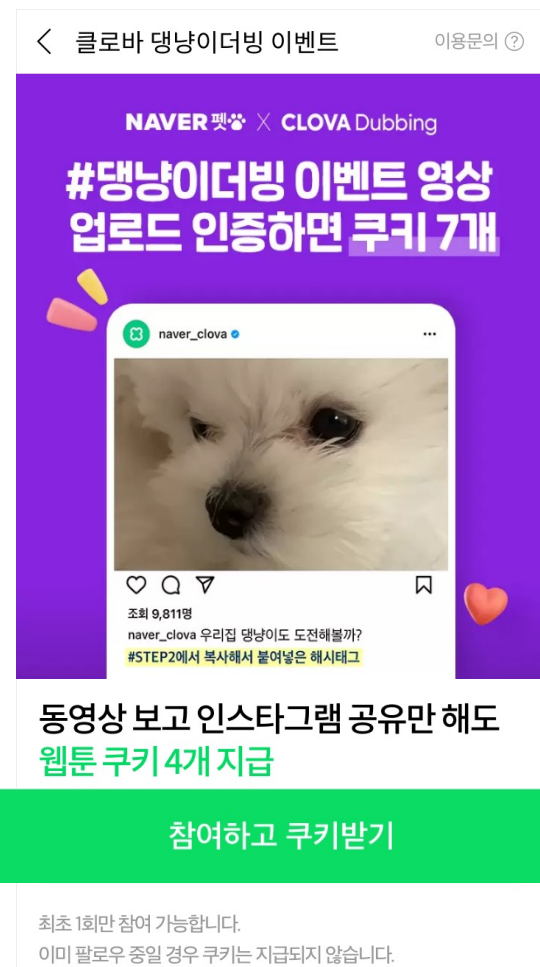 클로바 댕냥이더빙 이벤트
이용문의 ?
NAVER 펫 X CLOVA Dubbing
#댕냥이더빙 이벤트 영상
업로드 인증하면 쿠키 7개
naver_clova
조회 9,811명
naver_clova 우리집 댕냥이도 도전해볼까?
#STEP2에서 복사해서 붙여넣은 해시태그
동영상 보고 인스타그램 공유만 해도
웹툰 쿠키 4개 지급
참여하고 쿠키받기
최초 1회만 참여 가능합니다.
이미 팔로우 중일 경우 쿠키는 지급되지 않습니다.